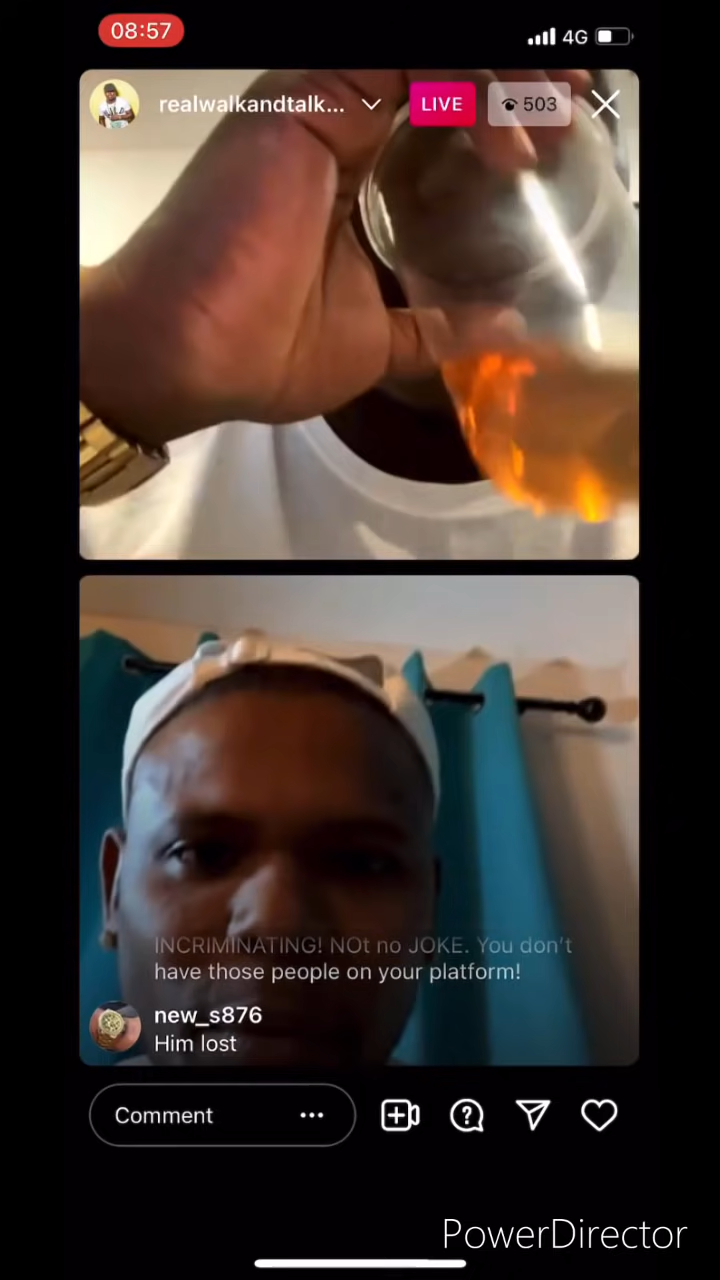 08:57
4G
realwalkandtalk...
LIVE
503
INCRIMINATING! NOt no JOKE. You don't
have those people on your platform!
new_s876
Him lost
Comment
PowerDirector